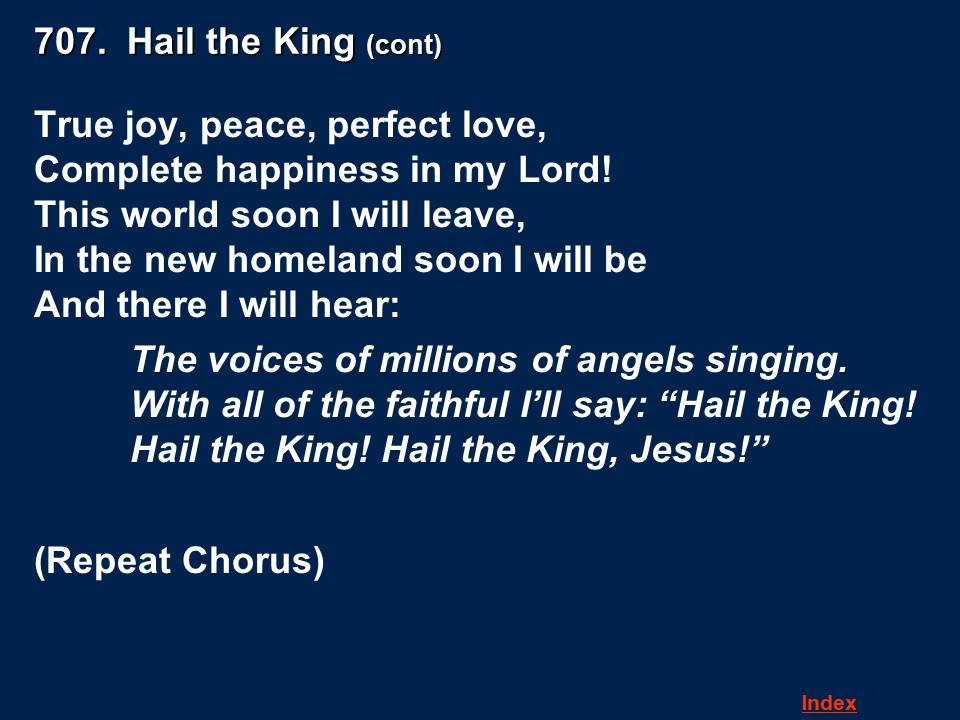 707.  Hail the King (cont)
True joy, peace, perfect love,
Complete happiness in my Lord!
This world soon I will leave,
In the new homeland soon I will be
And there I will hear:
The voices of millions of angels singing.
With all of the faithful I’ll say: “Hail the King!
Hail the King! Hail the King, Jesus!”
(Repeat Chorus)
Index